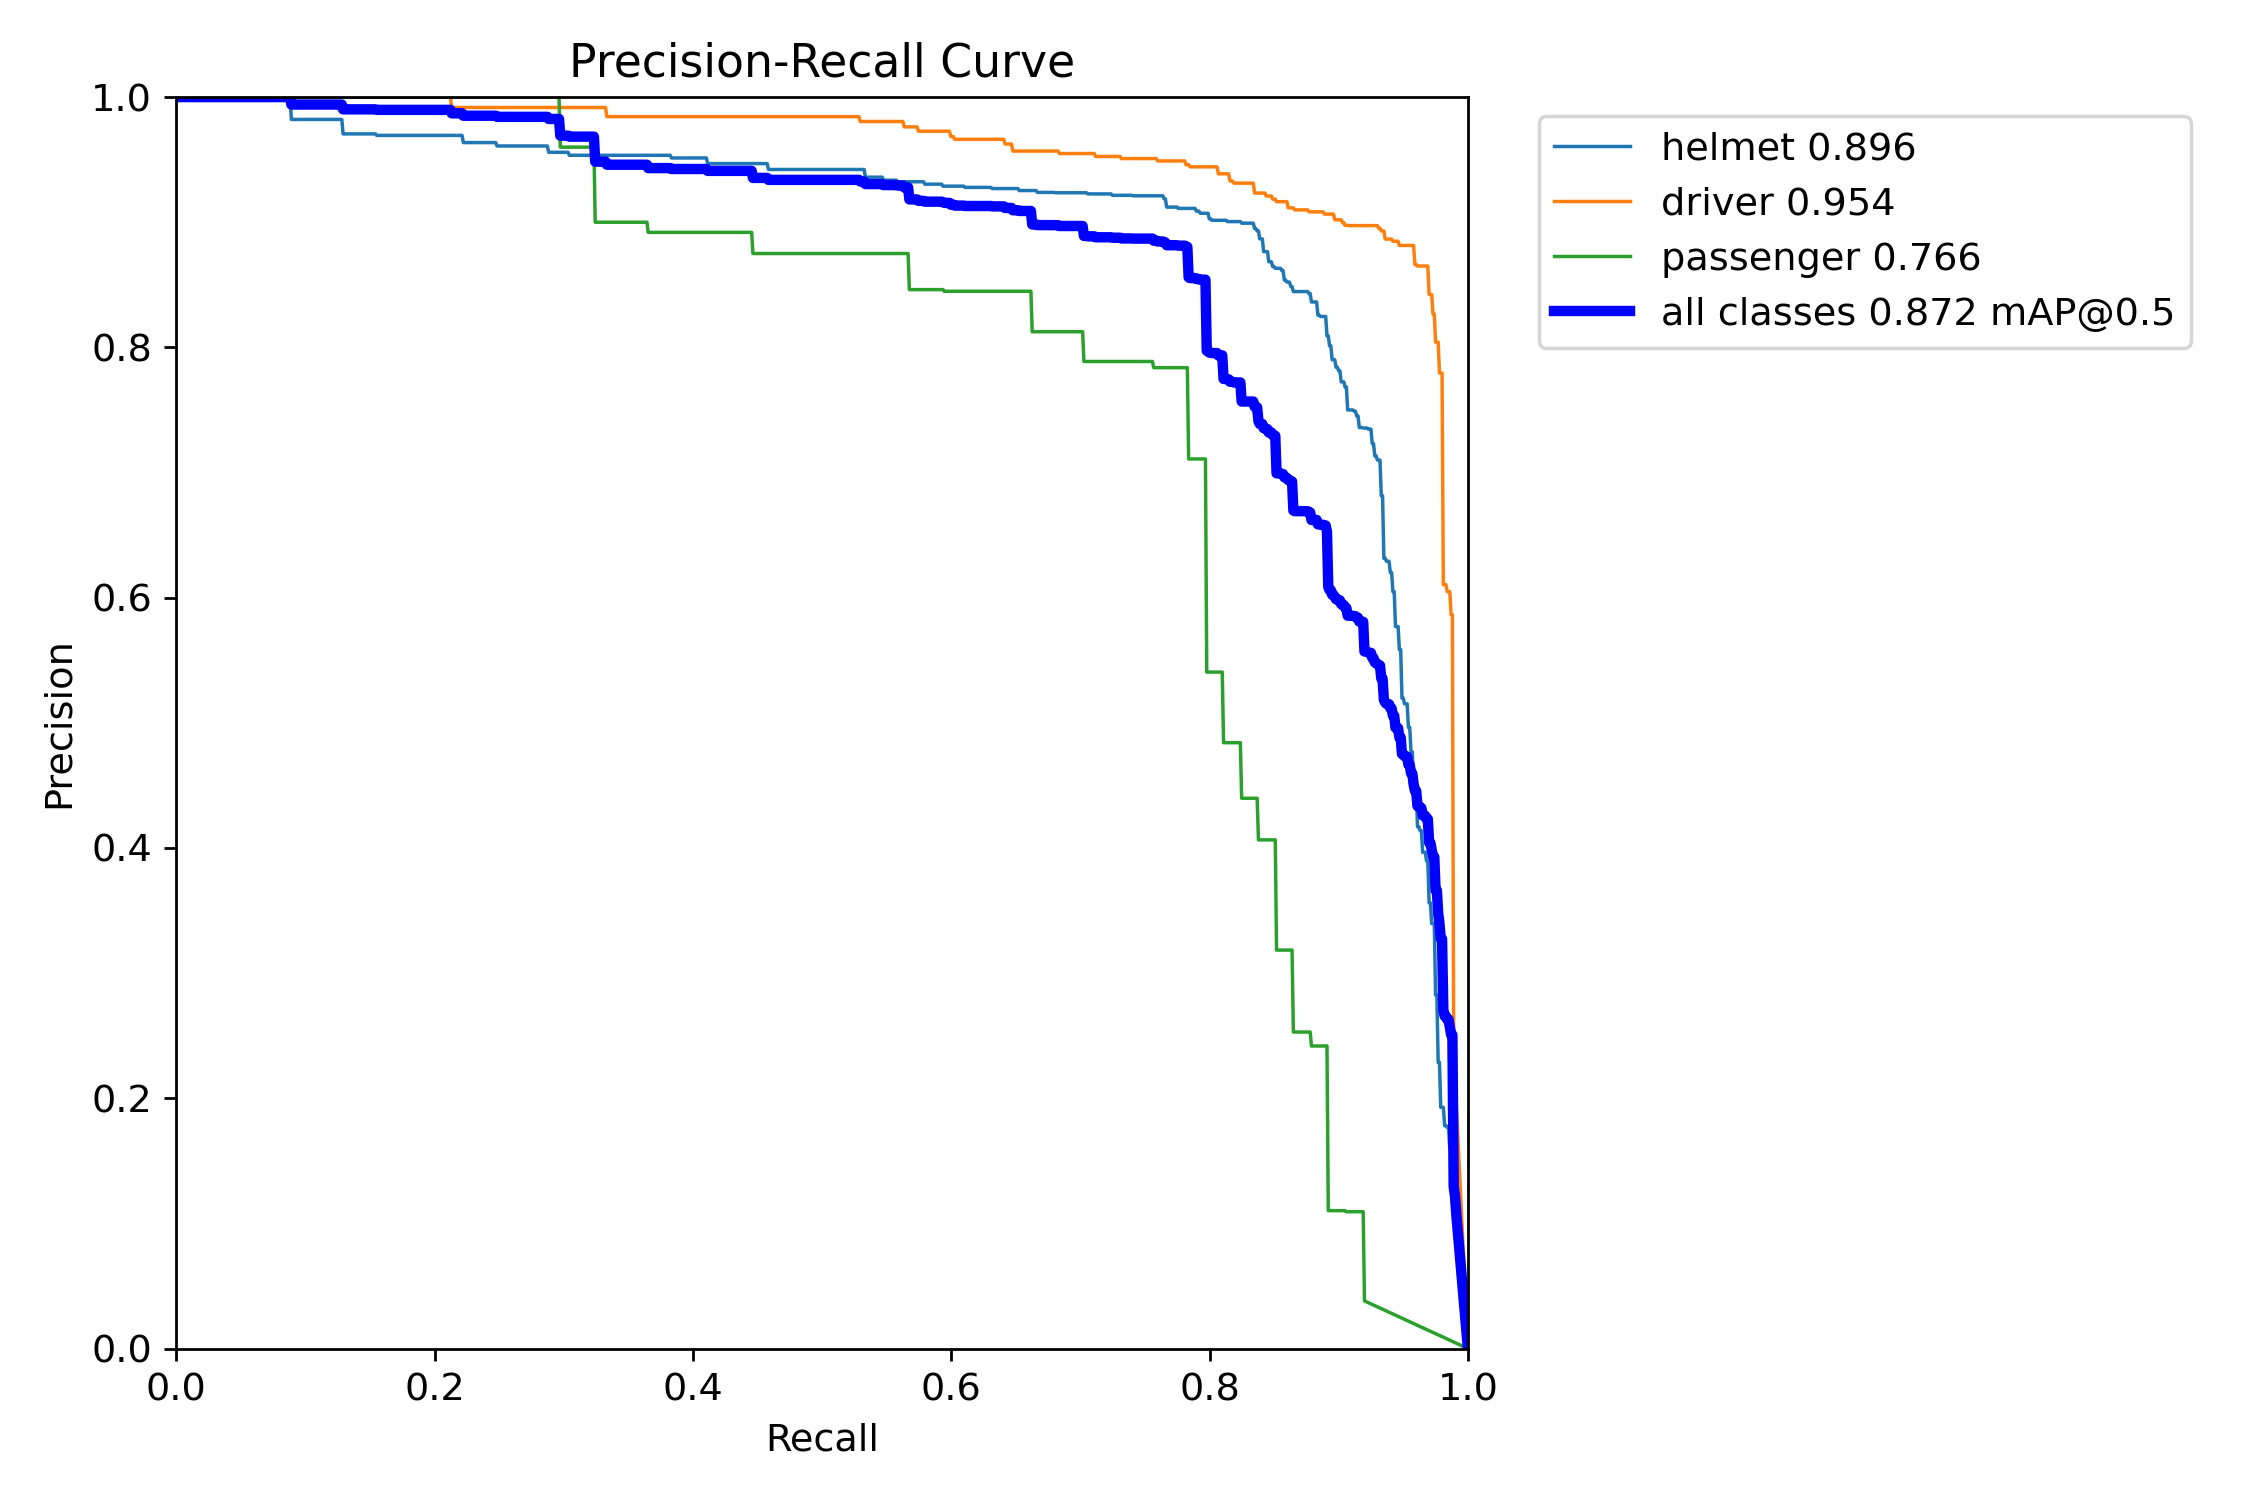 Precision-Recall Curve
1.0
0.8
0.6
0.4
0.2
0.0
Precision
0.0 0.2 0.4 0.6 0.8 1.0
Recall
helmet 0.896
driver 0.954
passenger 0.766
all classes 0.872 mAP@0.5